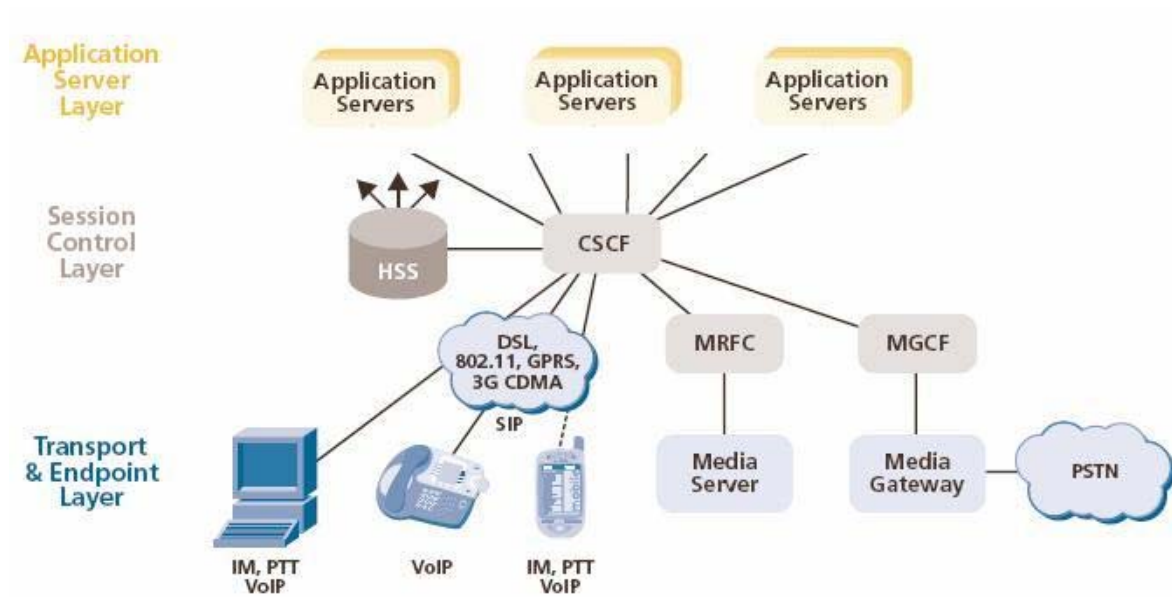 Application
Server
Layer
Application
Servers
Application
Servers
Application
Servers
Session
Control
Layer
HSS
CSCF
DSL,
802.11, GPRS,
3G CDMA
SIP
MRFC
MGCF
Transport
& Endpoint
Layer
Media
Server
Media
Gateway
PSTN
IM, PTT
VoIP
VoIP
IM, PTT
VoIP